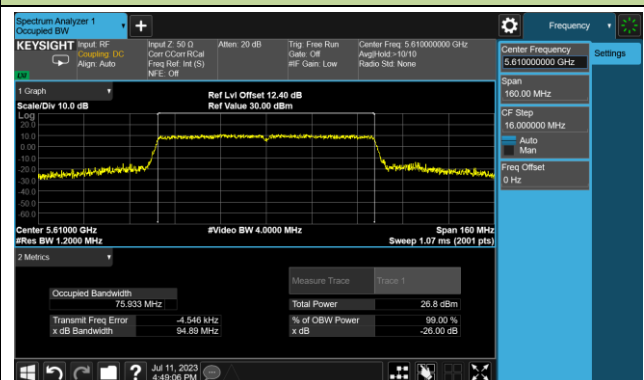 Spectrum Analyzer 1
Occupied BW
Frequency
KEYSIGHT
Input: RF
Coupling: DC
Align: Auto
Input Z: 50 Ω
Corr CCorr RCal
Freq Ref: Int (S)
NFE: Off
Atten: 20 dB
Trig: Free Run
Gate: Off
#IF Gain: Low
Center Freq: 5.610000000 GHz
Avg|Hold:>10/10
Radio Std: None
Center Frequency
5.610000000 GHz
Settings
Span
160.00 MHz
CF Step
16.000000 MHz
Auto
Man
Freq Offset
0 Hz
1 Graph
Scale/Div 10.0 dB
Ref Lvl Offset 12.40 dB
Ref Value 30.00 dBm
Log
20.0
10.0
0.00
-10.0
-20.0
-30.0
-40.0
-50.0
-60.0
Center 5.61000 GHz
#Res BW 1.2000 MHz
#Video BW 4.0000 MHz
Span 160 MHz
Sweep 1.07 ms (2001 pts)
2 Metrics
Measure Trace
Trace 1
Occupied Bandwidth
75.933 MHz
Total Power
26.8 dBm
Transmit Freq Error
-4.546 kHz
% of OBW Power
99.00 %
x dB Bandwidth
94.89 MHz
x dB
-26.00 dB
Jul 11, 2023
4:49:06 PM